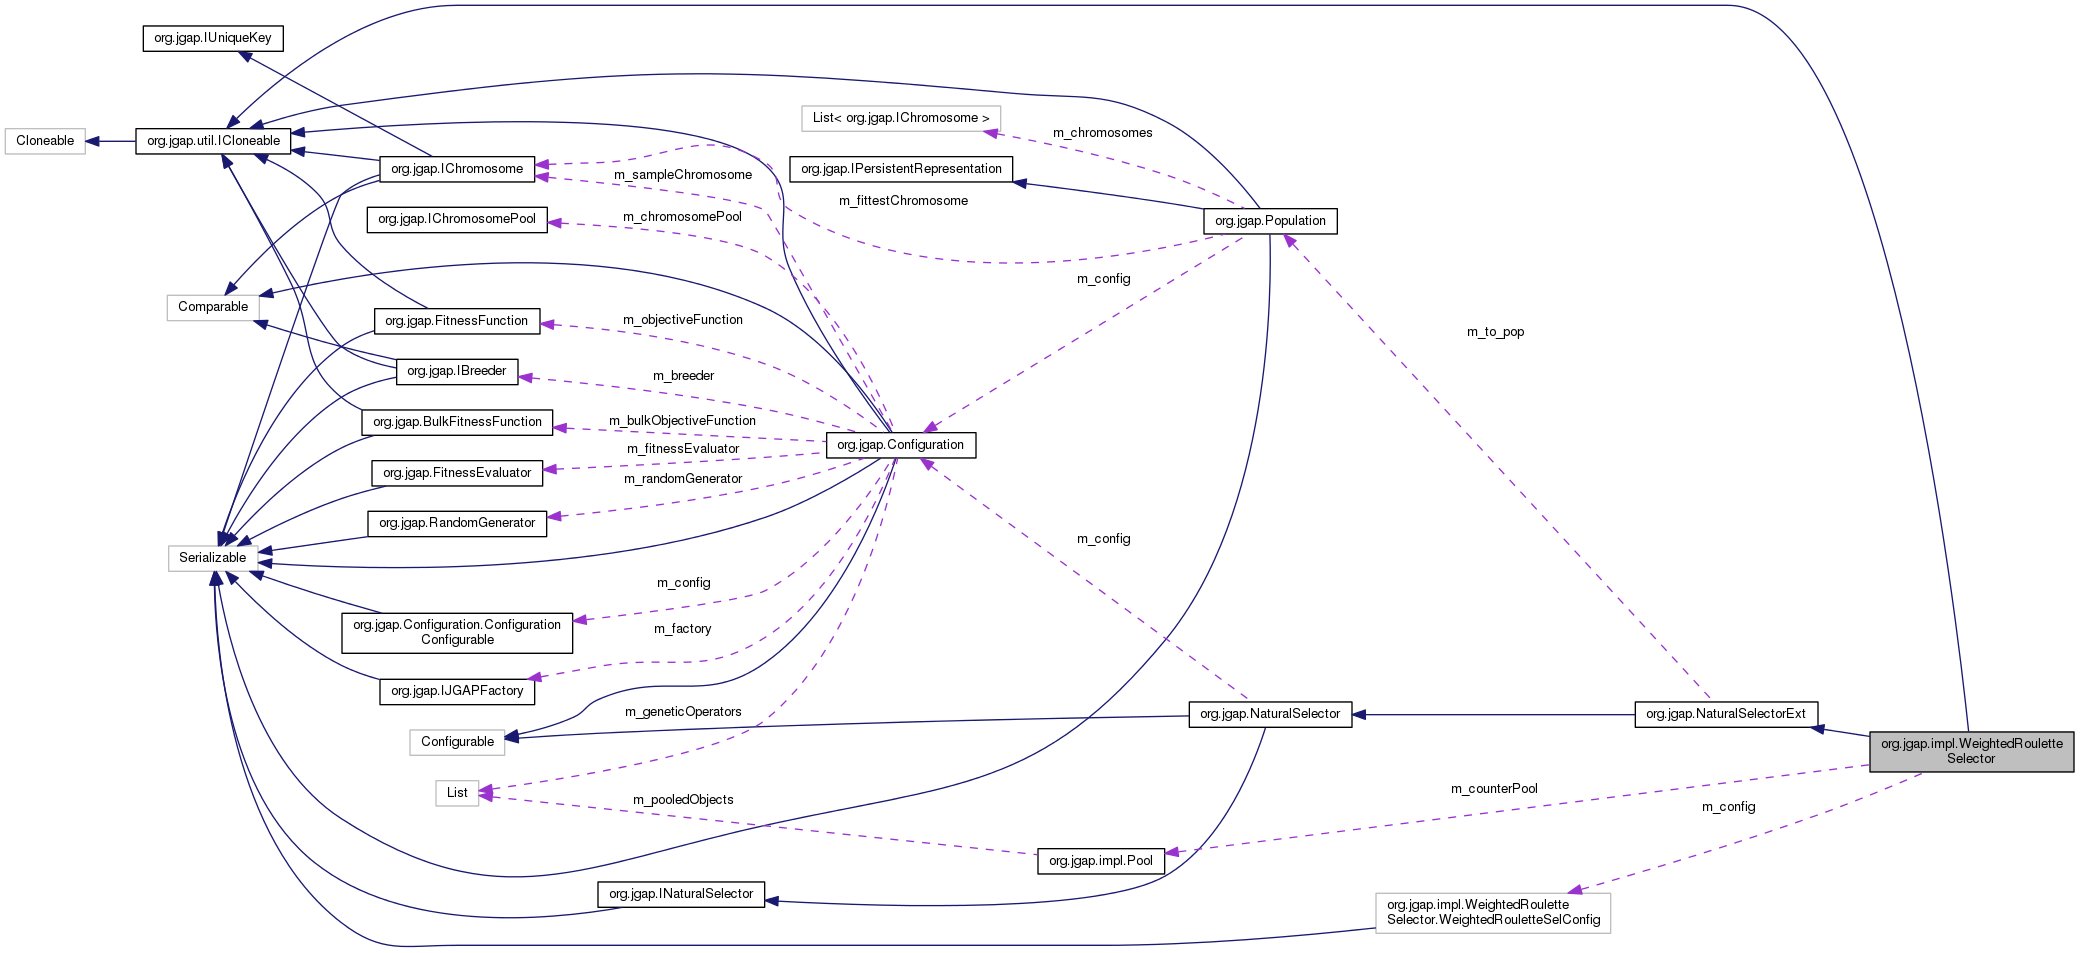 org.jgap.IUniqueKey
List< org.jgap.IChromosome >
m_chromosomes
Cloneable
org.jgap.util.ICloneable
org.jgap.IChromosome
m_sampleChromosome
org.jgap.IPersistentRepresentation
m_fittestChromosome
org.jgap.IChromosomePool
m_chromosomePool
org.jgap.Population
m_config
Comparable
org.jgap.FitnessFunction
m_objectiveFunction
m_to_pop
org.jgap.IBreeder
m_breeder
org.jgap.BulkFitnessFunction
m_bulkObjectiveFunction
org.jgap.Configuration
m_fitnessEvaluator
org.jgap.FitnessEvaluator
m_randomGenerator
org.jgap.RandomGenerator
m_config
Serializable
m_config
org.jgap.Configuration.Configuration
Configurable
m_factory
org.jgap.IJGAPFactory
m_geneticOperators
org.jgap.NaturalSelector
org.jgap.NaturalSelectorExt
Configurable
org.jgap.impl.WeightedRoulette
Selector
List
m_pooledObjects
m_counterPool
m_config
org.jgap.impl.Pool
org.jgap.INaturalSelector
org.jgap.impl.WeightedRoulette
Selector.WeightedRouletteSelConfig